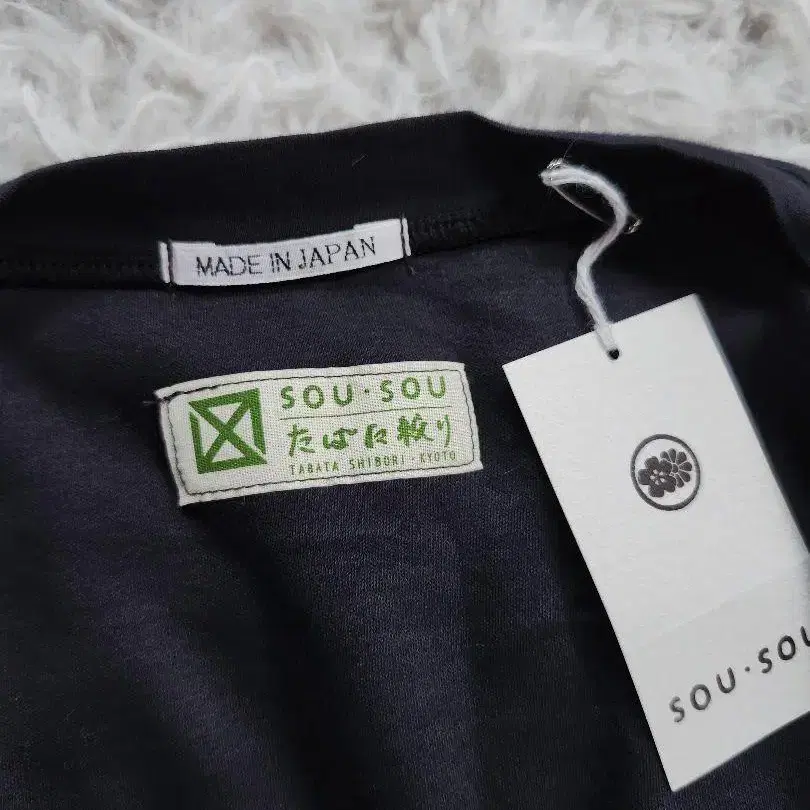 MADE IN JAPAN
SOU・SOU
たばた絞り
TABATA SHIBORI・KYOTO
SOU・SOU